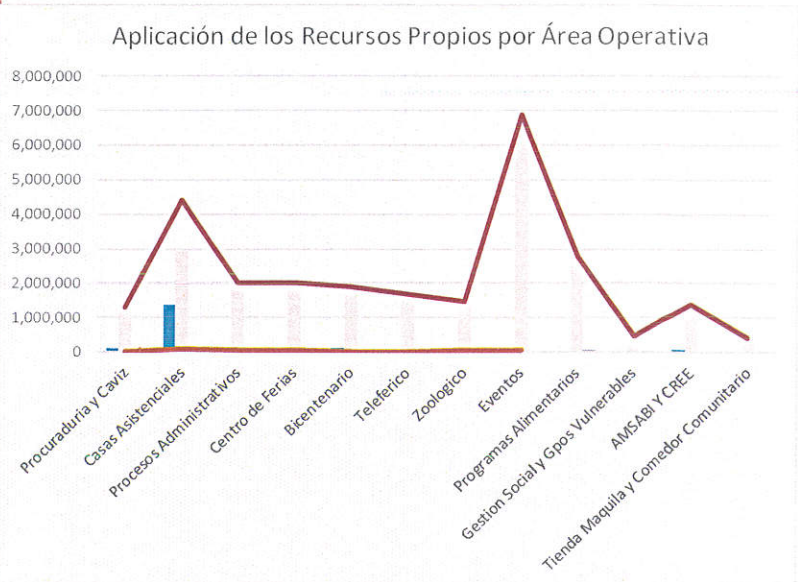 Aplicación de los Recursos Propios por Área Operativa
8,000,000
7,000,000
6,000,000
5,000,000
4,000,000
3,000,000
2,000,000
1,000,000
0
Procuraduria y Caviz
Casas Asistenciales
Procesos Administrativos
Centro de Ferias
Bicentenario
Teleferico
Zoologico
Eventos
Programas Alimentarios
Gestion Social y Gpos Vulnerables
AMSABI Y CREE
Tienda Maquila y Comedor Comunitario